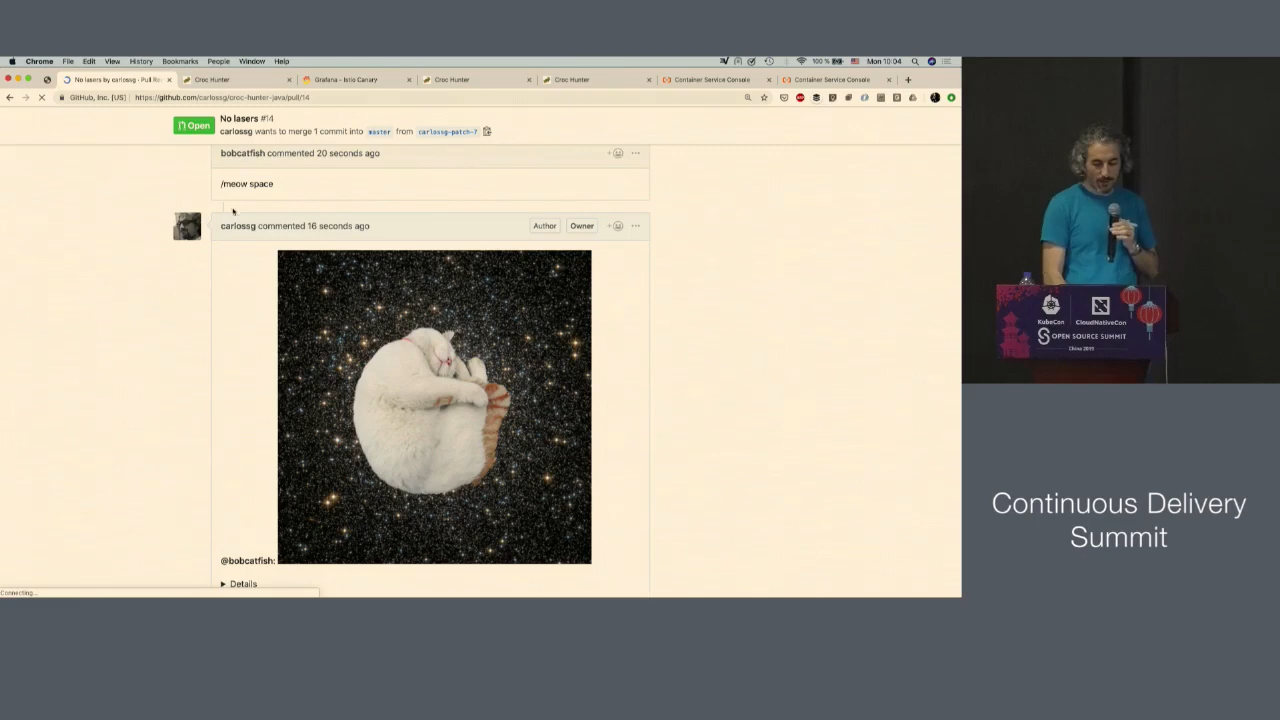 Chrome File Edit View History Bookmarks People Window Help
100 % Mon 10:04
No lasers by carlossg · Pull Re
Croc Hunter
Grafana - Istio Canary
Croc Hunter
Croc Hunter
Container Service Console
Container Service Console
GitHub, Inc. [US] https://github.com/carlossg/croc-hunter-java/pull/14
Open
No lasers #14
carlossg wants to merge 1 commit into master from carlossg-patch-7
bobcatfish commented 20 seconds ago
/meow space
carlossg commented 16 seconds ago
Author
Owner
@bobcatfish:
Details
Connecting...
KubeCon
CloudNativeCon
OPEN SOURCE SUMMIT
China 2019
Continuous Delivery
Summit